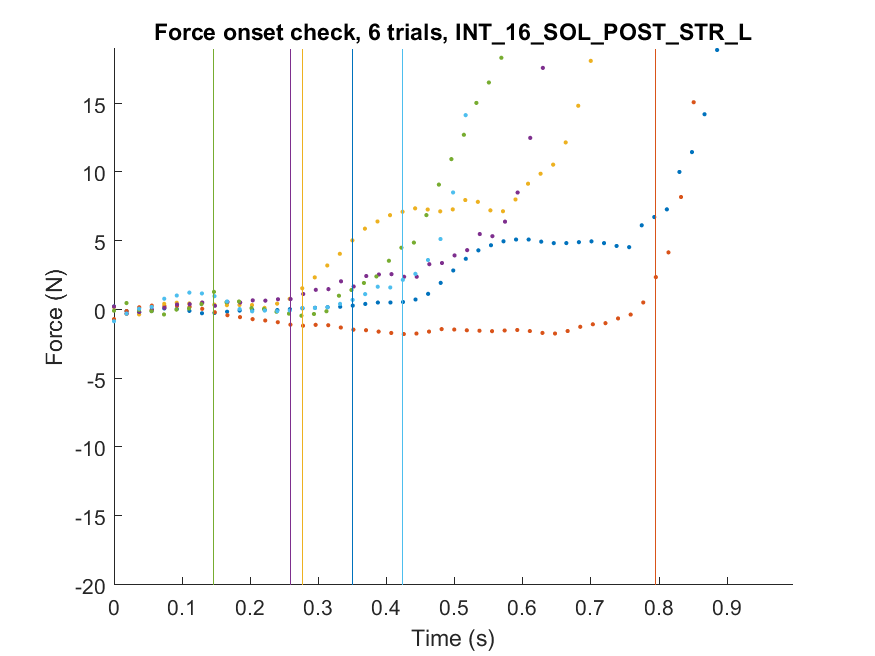 Force onset check, 6 trials, INT_16_SOL_POST_STR_L
15
10
5
0
-5
-10
-15
-20
Force (N)
0 0.1 0.2 0.3 0.4 0.5 0.6 0.7 0.8 0.9
Time (s)